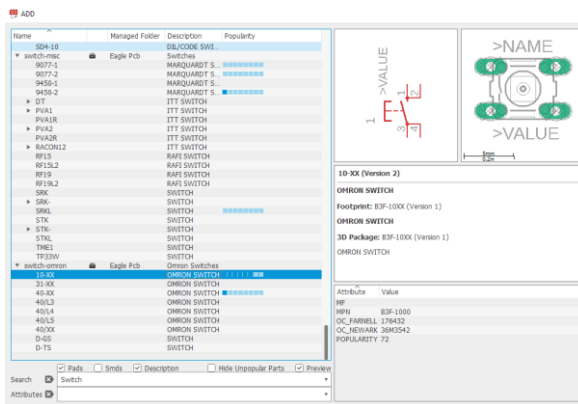 ADD
Name Managed Folder Description Popularity
SD4-10 DIL/CODE SWI...
switch-misc Eagle Pcb Switches
9077-1 MARQUARDT S...
9077-2 MARQUARDT S...
9450-1 MARQUARDT S...
9450-2 MARQUARDT S...
DT ITT SWITCH
PVA1 ITT SWITCH
PVA1R ITT SWITCH
PVA2 ITT SWITCH
PVA2R ITT SWITCH
RACON12 ITT SWITCH
RF15 RAFI SWITCH
RF15L2 RAFI SWITCH
RF19 RAFI SWITCH
RF19L2 RAFI SWITCH
SRK SWITCH
SRK- SWITCH
SRKL SWITCH
STK SWITCH
STK- SWITCH
STKL SWITCH
TME1 SWITCH
TP33W SWITCH
switch-omron Eagle Pcb Omron Switches
10-XX OMRON SWITCH
31-XX OMRON SWITCH
40-XX OMRON SWITCH
40/L3 OMRON SWITCH
40/L4 OMRON SWITCH
40/L5 OMRON SWITCH
40/XX OMRON SWITCH
D-GS SWITCH
D-TS SWITCH
Pads Smds Description Hide Unpopular Parts Preview
Search Switch
Attributes
>VALUE
1
1 2
3 4
>NAME
>VALUE
5mm
0.2in
10-XX (Version 2)
OMRON SWITCH
Footprint: B3F-10XX (Version 1)
OMRON SWITCH
3D Package: B3F-10XX (Version 1)
OMRON SWITCH
Attribute Value
MF
MPN B3F-1000
OC_FARNELL 176432
OC_NEWARK 36M3542
POPULARITY 72